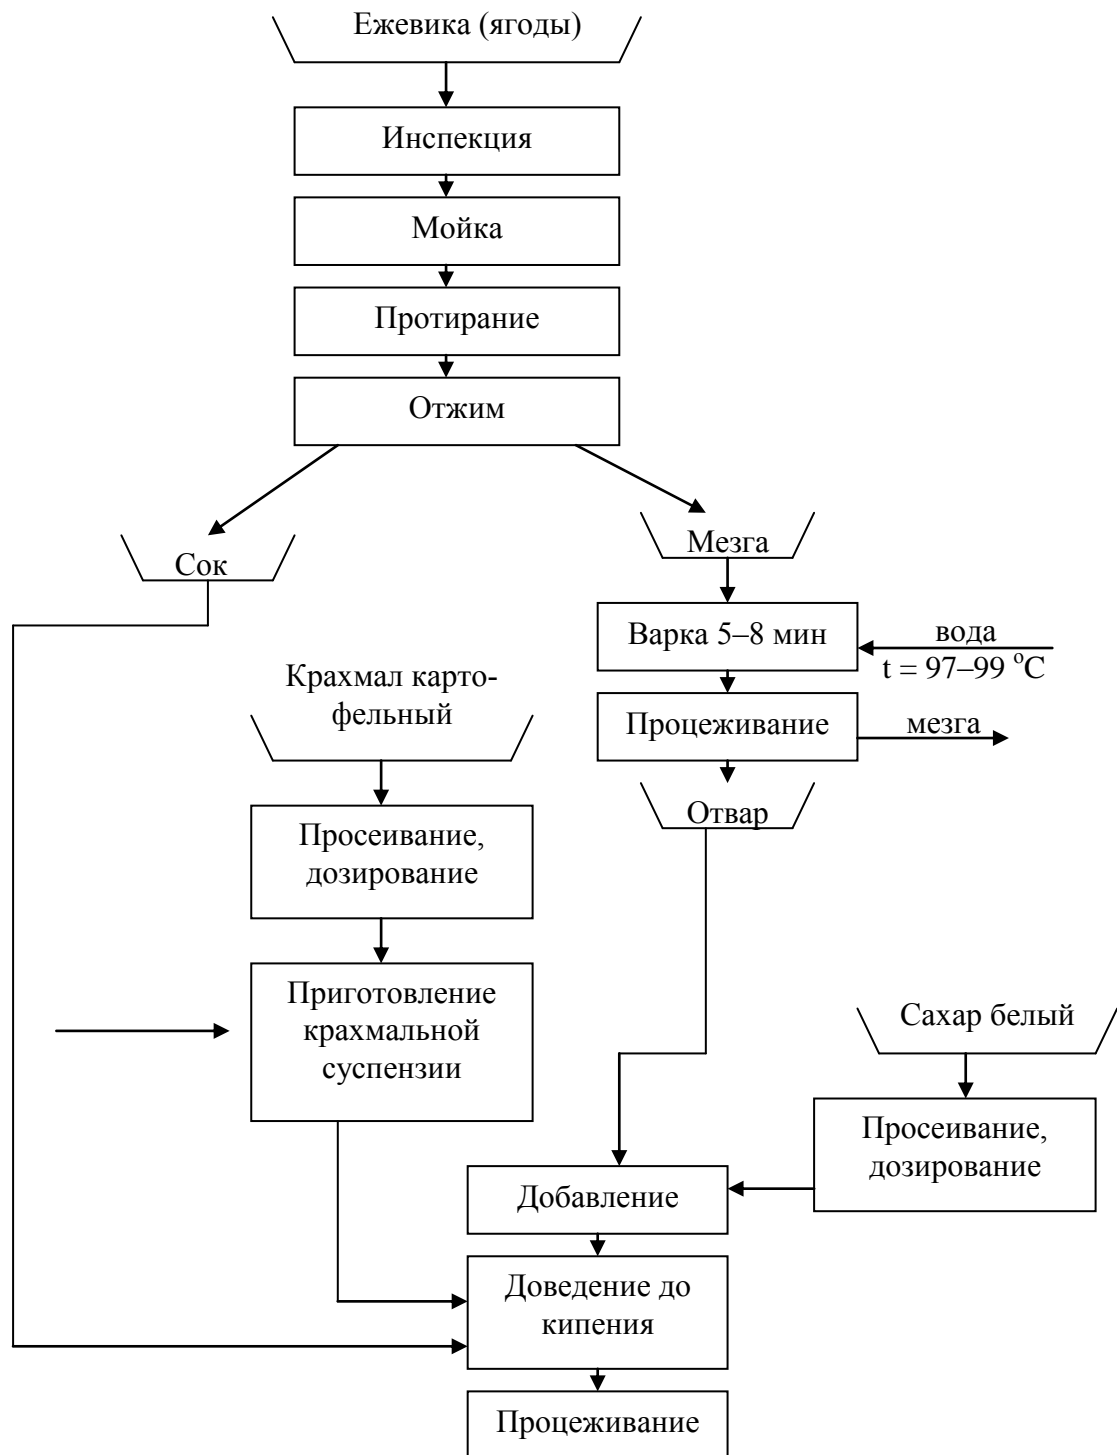 Ежевика (ягоды)
Инспекция
Мойка
Протирание
Отжим
Сок
Мезга
Варка 5–8 мин
вода
t = 97–99 °С
Крахмал карто-
фельный
Процеживание
мезга
Отвар
Просеивание,
дозирование
Приготовление
крахмальной
суспензии
Сахар белый
Просеивание,
дозирование
Добавление
Доведение до
кипения
Процеживание